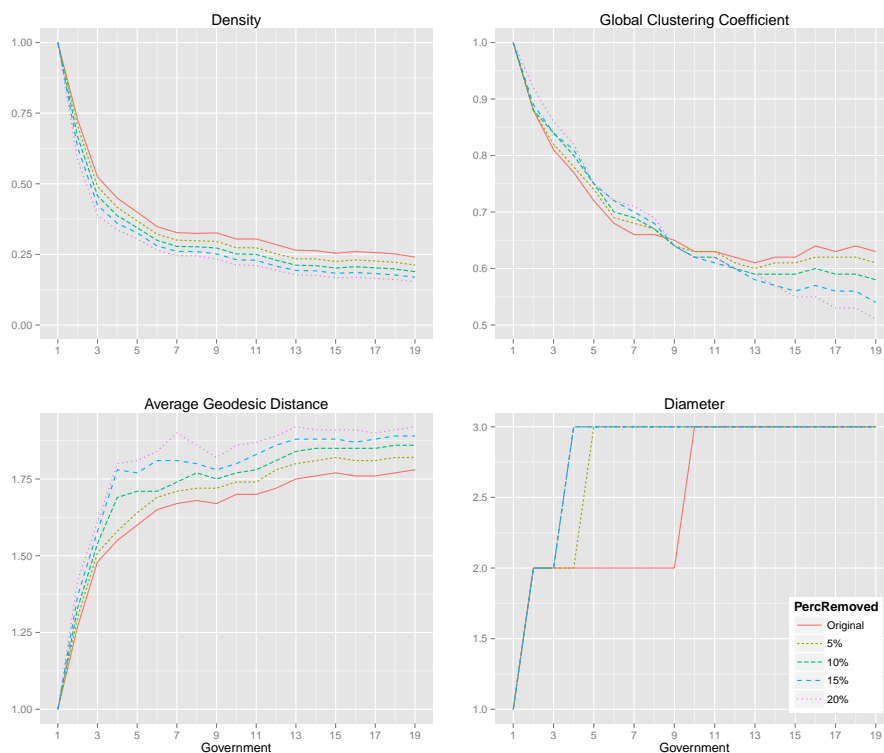 Density
1.00
0.75
0.50
0.25
0.00
1 3 5 7 9 11 13 15 17 19
Global Clustering Coefficient
1.0
0.9
0.8
0.7
0.6
0.5
1 3 5 7 9 11 13 15 17 19
Average Geodesic Distance
1.75
1.50
1.25
1.00
1 3 5 7 9 11 13 15 17 19
Government
Diameter
3.0
2.5
2.0
1.5
1.0
1 3 5 7 9 11 13 15 17 19
Government
PercRemoved
Original
5%
10%
15%
20%